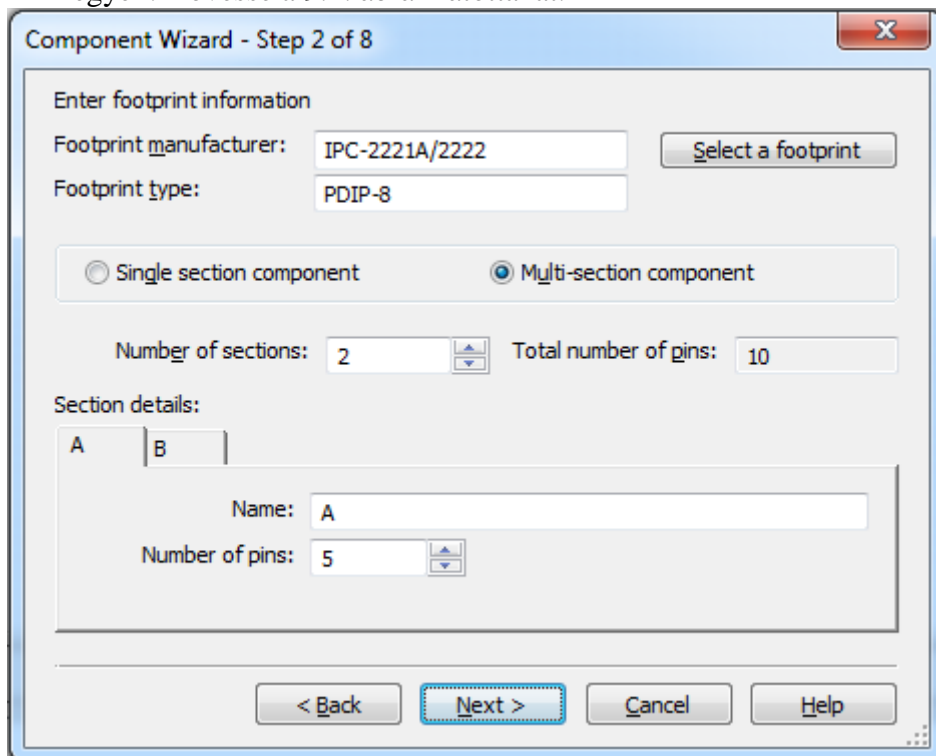 Component Wizard - Step 2 of 8
Enter footprint information
Footprint manufacturer: IPC-2221A/2222 Select a footprint
Footprint type: PDIP-8
Single section component Multi-section component
Number of sections: 2 Total number of pins: 10
Section details:
A B
Name: A
Number of pins: 5
< Back Next > Cancel Help